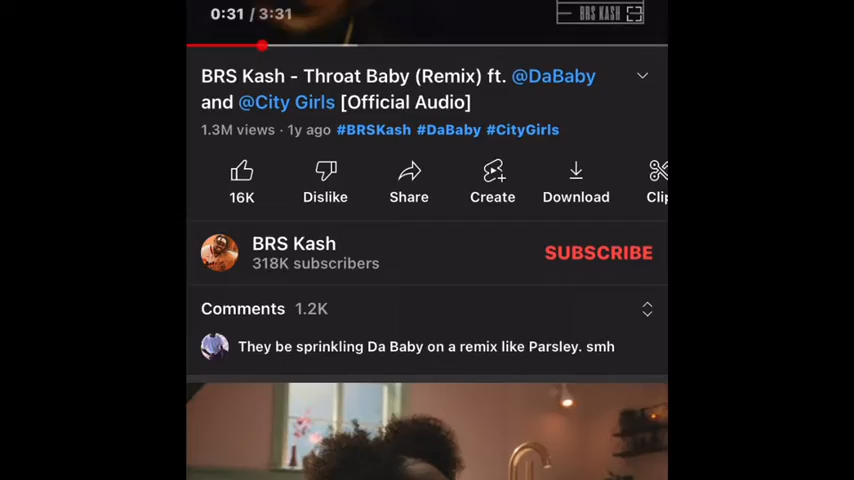 0:31 / 3:31
BRS KASH
BRS Kash - Throat Baby (Remix) ft. @DaBaby
and @City Girls [Official Audio]
1.3M views · 1y ago #BRSKash #DaBaby #CityGirls
16K
Dislike
Share
Create
Download
Clip
BRS Kash
318K subscribers
SUBSCRIBE
Comments 1.2K
They be sprinkling Da Baby on a remix like Parsley. smh